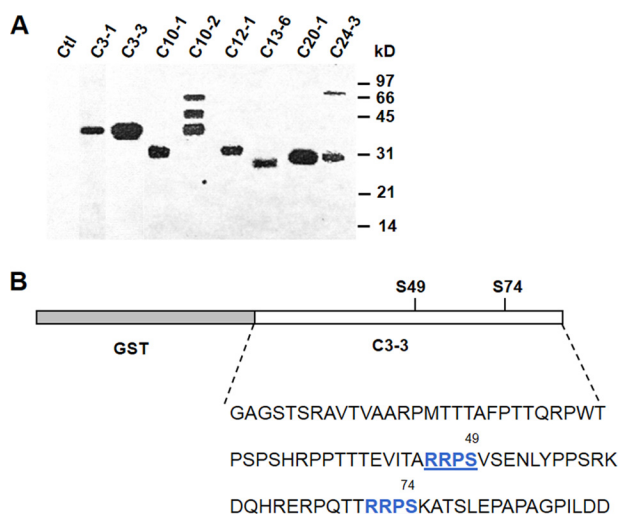 A
Ctl C3-1 C3-3 C10-1 C10-2 C12-1 C13-6 C20-1 C24-3 kD
97
66
45
31
21
14
B
S49 S74
GST C3-3
GAGSTSRAVTVAARPMTTTAFPTTQRPWT
49
PSPSHRPPTTTEVITARRPSVSENLYPPSRK
74
DQHRERPQTTRRPSKATSLEPAPAGPILDD